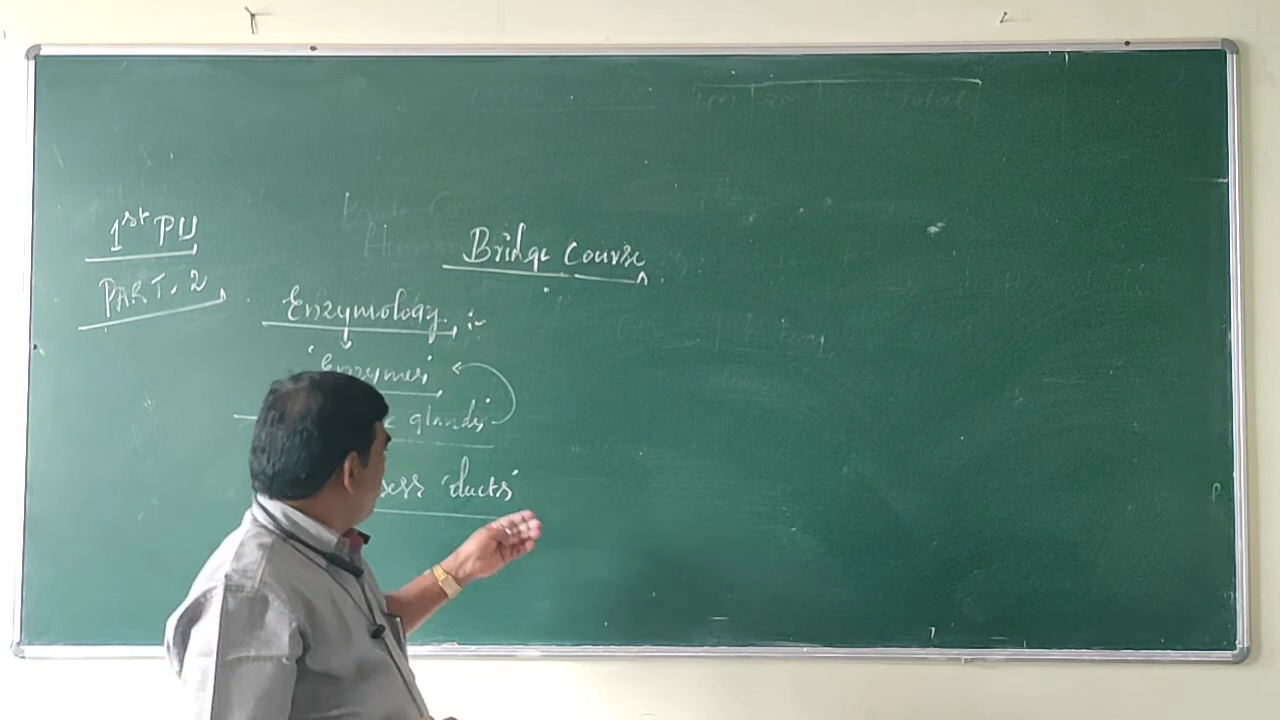 1st PU
PART-2
Bridge Course
Enzymology :-
'Enzymes'
glands"
'ducts'